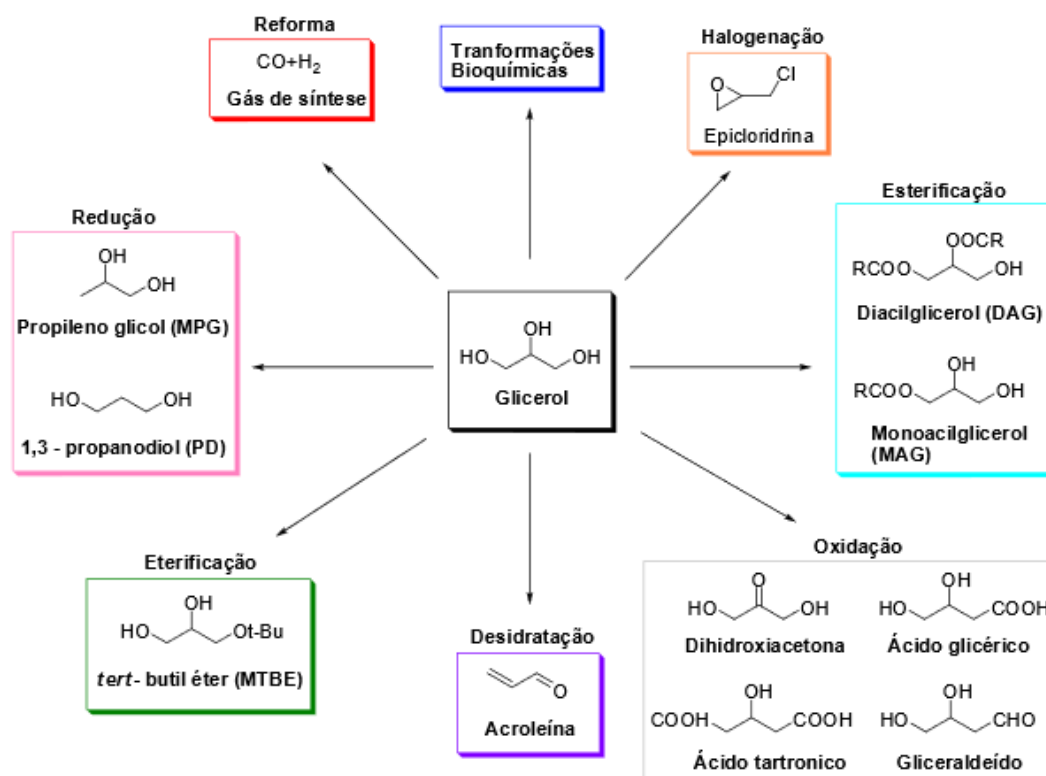 Reforma
CO+H₂
Gás de síntese
Tranformações
Bioquímicas
Halogenação
O
Cl
Epicloridrina
Redução
OH
OH
Propileno glicol (MPG)
HO
OH
1,3 - propanodiol (PD)
OH
HO
OH
Glicerol
Esterificação
OOCR
RCOO
OH
Diacilglicerol (DAG)
OH
RCOO
OH
Monoacilglicerol
(MAG)
Eterificação
OH
HO
Ot-Bu
tert- butil éter (MTBE)
Desidratação
O
Acroleína
Oxidação
O
HO
OH
Dihidroxiacetona
OH
HO
COOH
Ácido glicérico
OH
COOH
COOH
Ácido tartronico
OH
HO
CHO
Gliceraldeído